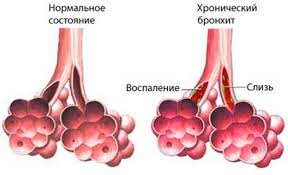 Нормальное
состояние
Хронический
бронхит
Воспаление
Слизь